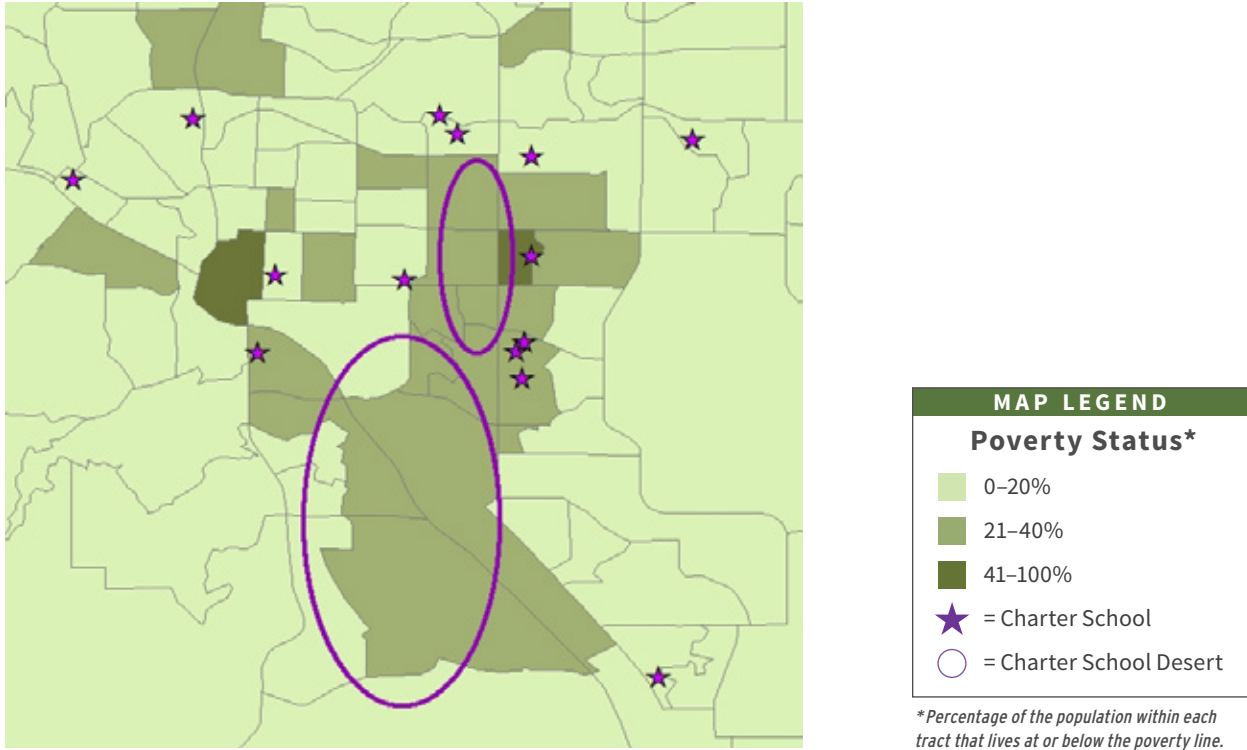 MAP LEGEND
Poverty Status*
0–20%
21–40%
41–100%
= Charter School
= Charter School Desert
*Percentage of the population within each
tract that lives at or below the poverty line.